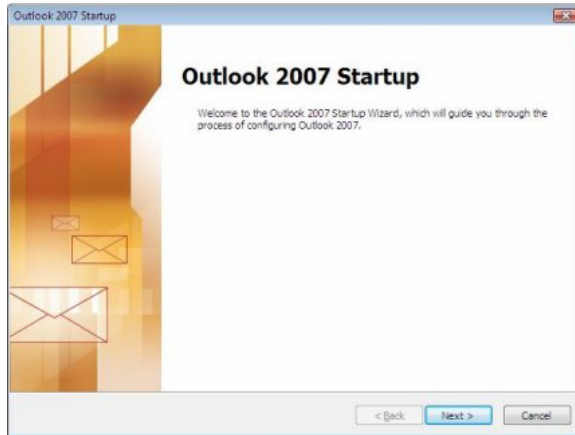 Outlook 2007 Startup
Outlook 2007 Startup
Welcome to the Outlook 2007 Startup Wizard, which will guide you through the
process of configuring Outlook 2007.
< Back
Next >
Cancel